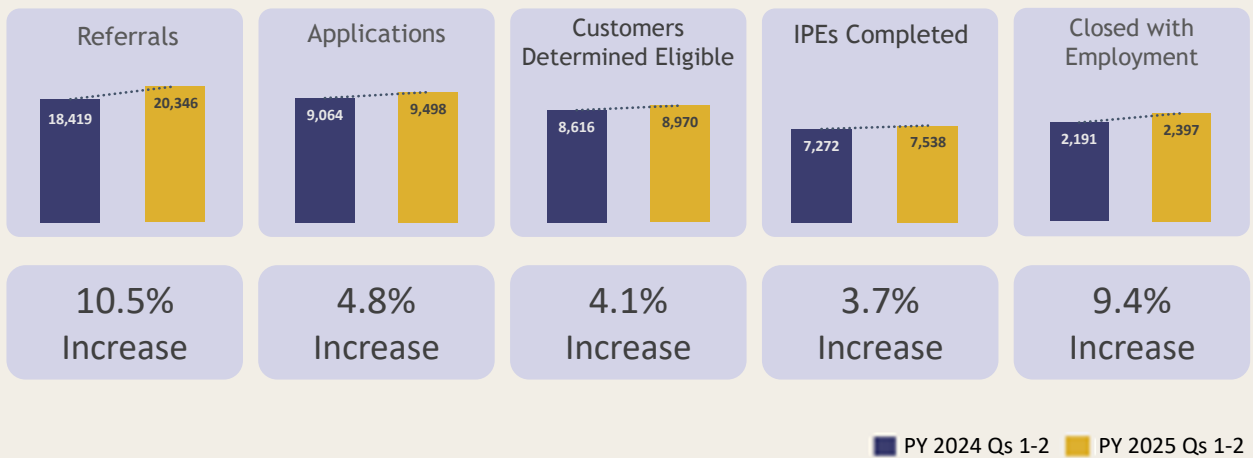 Referrals
18,419
20,346
10.5%
Increase
Applications
9,064
9,498
4.8%
Increase
Customers
Determined Eligible
8,616
8,970
4.1%
Increase
IPEs Completed
7,272
7,538
3.7%
Increase
Closed with
Employment
2,191
2,397
9.4%
Increase
PY 2024 Qs 1-2
PY 2025 Qs 1-2